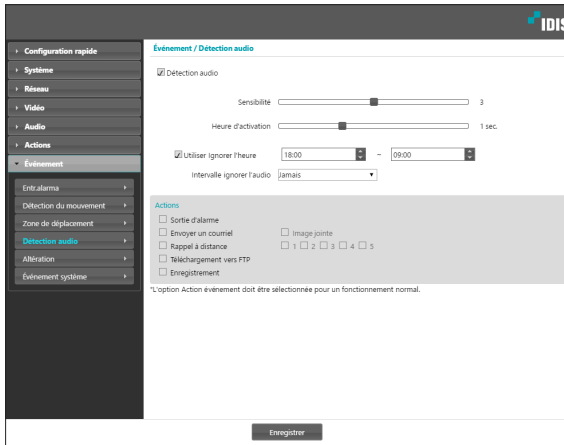 IDIS
Configuration rapide
Système
Réseau
Vidéo
Audio
Actions
Événement
Entr.alarma
Détection du mouvement
Zone de déplacement
Détection audio
Altération
Événement système
Événement / Détection audio
Détection audio
Sensibilité 3
Heure d'activation 1 sec.
Utiliser Ignorer l'heure 18:00 ~ 09:00
Intervalle ignorer l'audio Jamais
Actions
Sortie d'alarme
Envoyer un courriel Image jointe
Rappel à distance 1 2 3 4 5
Téléchargement vers FTP
Enregistrement
*L'option Action événement doit être sélectionnée pour un fonctionnement normal.
Enregistrer